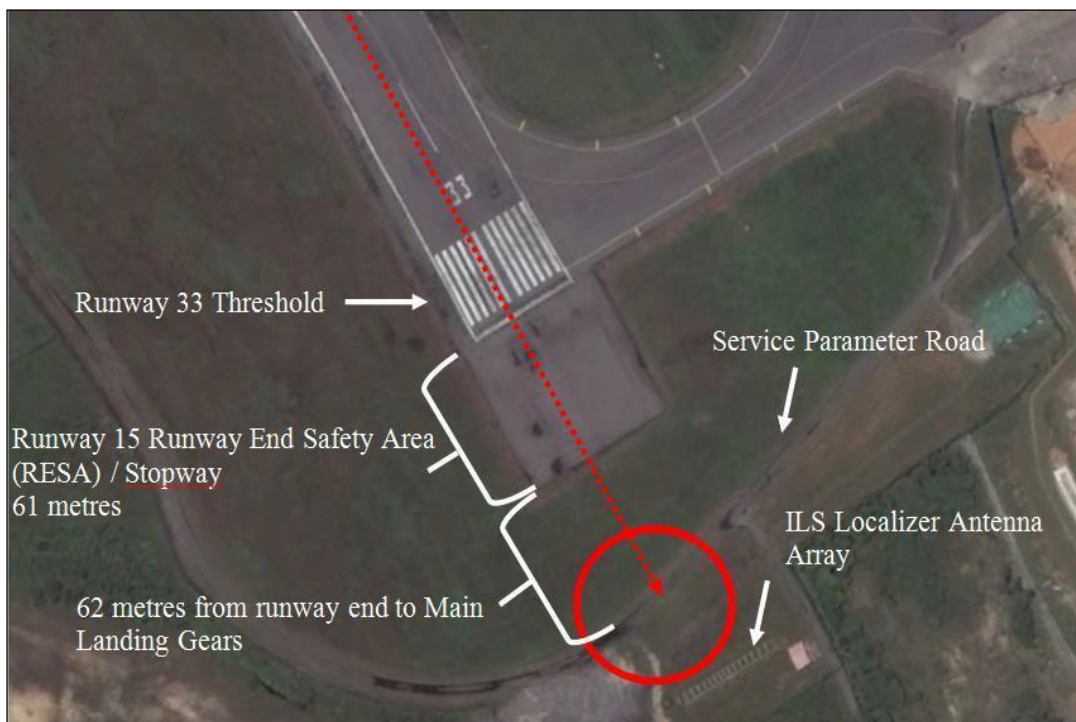 33
Runway 33 Threshold
Service Parameter Road
Runway 15 Runway End Safety Area
(RESA) / Stopway
61 metres
ILS Localizer Antenna
Array
62 metres from runway end to Main
Landing Gears